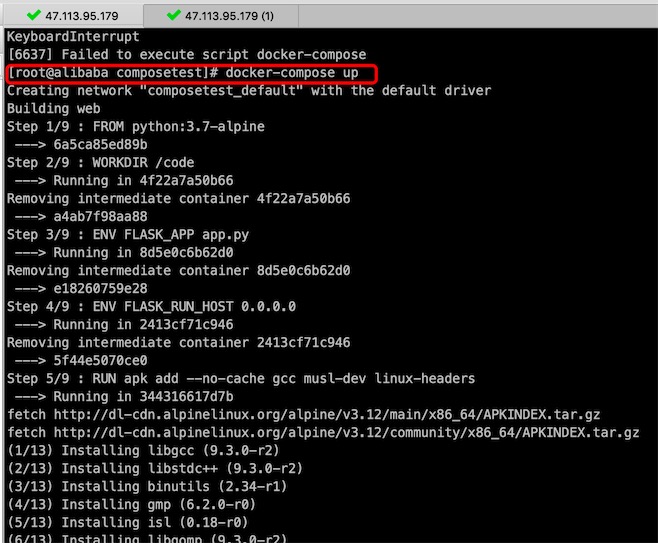 47.113.95.179
47.113.95.179 (1)
KeyboardInterrupt
[6637] Failed to execute script docker-compose
[root@alibaba composetest]# docker-compose up
Creating network "composetest_default" with the default driver
Building web
Step 1/9 : FROM python:3.7-alpine
---> 6a5ca85ed89b
Step 2/9 : WORKDIR /code
---> Running in 4f22a7a50b66
Removing intermediate container 4f22a7a50b66
---> a4ab7f98aa88
Step 3/9 : ENV FLASK_APP app.py
---> Running in 8d5e0c6b62d0
Removing intermediate container 8d5e0c6b62d0
---> e18260759e28
Step 4/9 : ENV FLASK_RUN_HOST 0.0.0.0
---> Running in 2413cf71c946
Removing intermediate container 2413cf71c946
---> 5f44e5070ce0
Step 5/9 : RUN apk add --no-cache gcc musl-dev linux-headers
---> Running in 344316617d7b
fetch http://dl-cdn.alpinelinux.org/alpine/v3.12/main/x86_64/APKINDEX.tar.gz
fetch http://dl-cdn.alpinelinux.org/alpine/v3.12/community/x86_64/APKINDEX.tar.gz
(1/13) Installing libgcc (9.3.0-r2)
(2/13) Installing libstdc++ (9.3.0-r2)
(3/13) Installing binutils (2.34-r1)
(4/13) Installing gmp (6.2.0-r0)
(5/13) Installing isl (0.18-r0)
(6/13) Installing libgomp (9.3.0-r2)